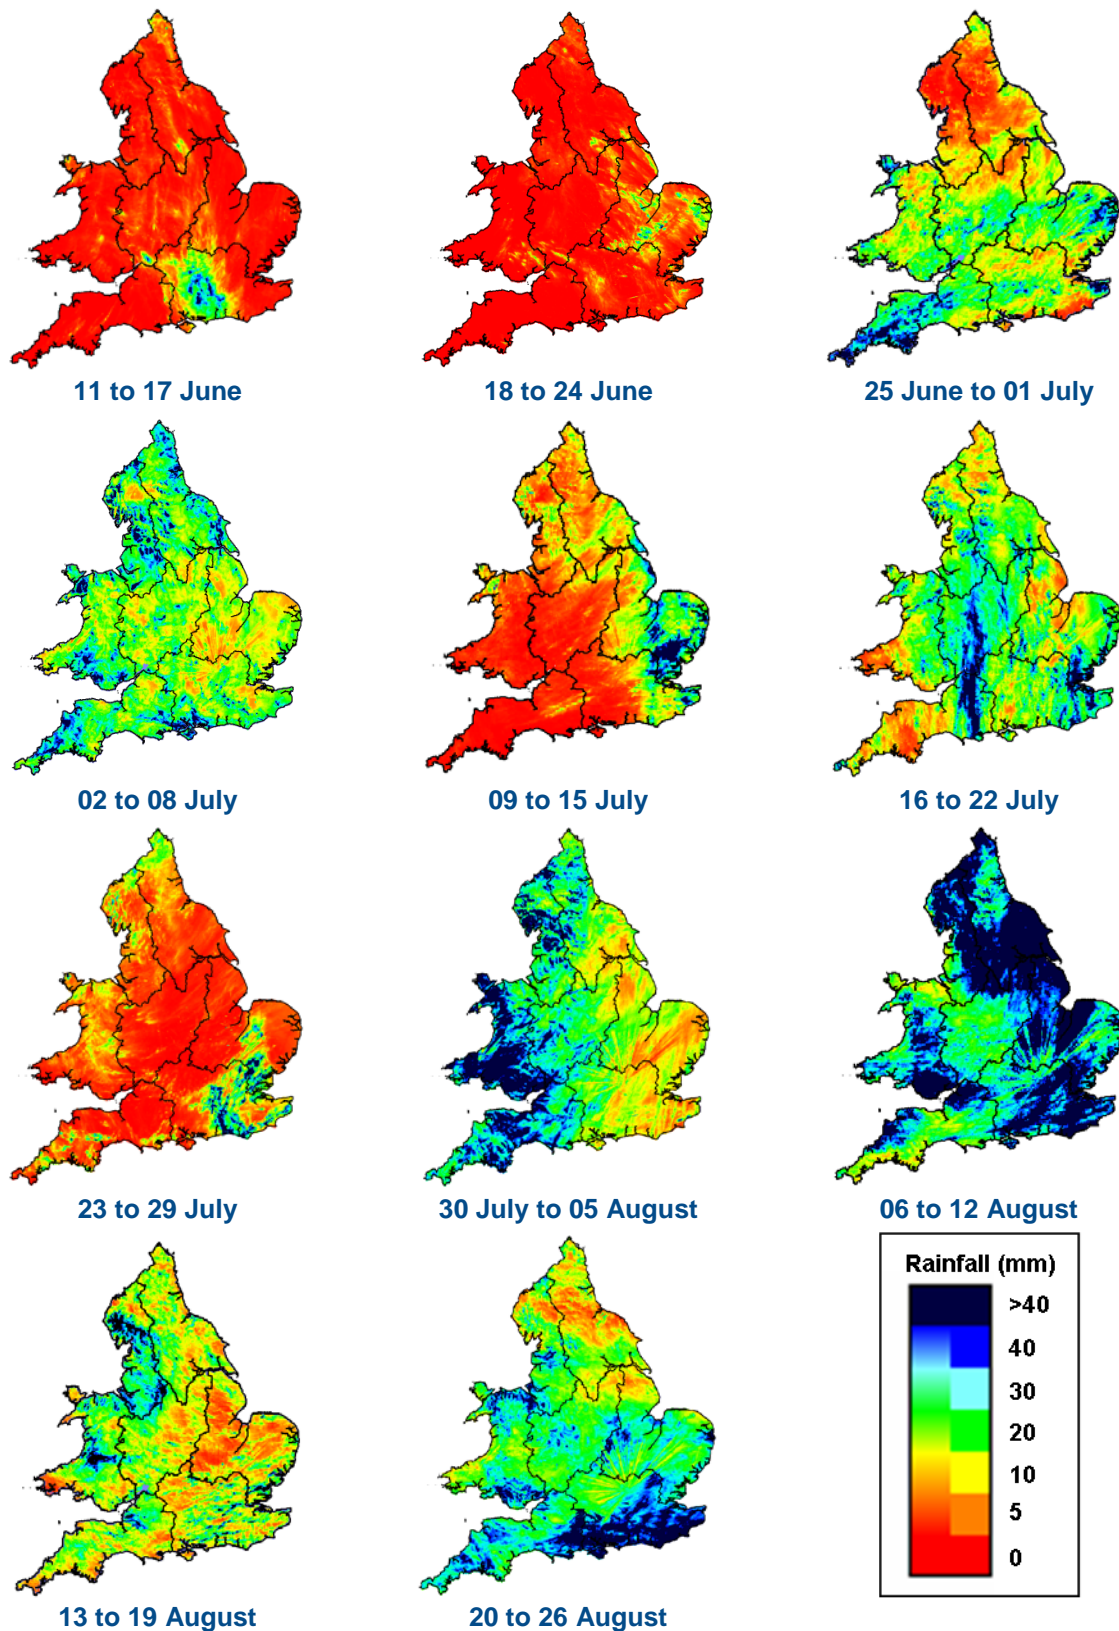 11 to 17 June
18 to 24 June
25 June to 01 July
02 to 08 July
09 to 15 July
16 to 22 July
23 to 29 July
30 July to 05 August
06 to 12 August
Rainfall (mm)
>40
40
30
20
10
5
0
13 to 19 August
20 to 26 August